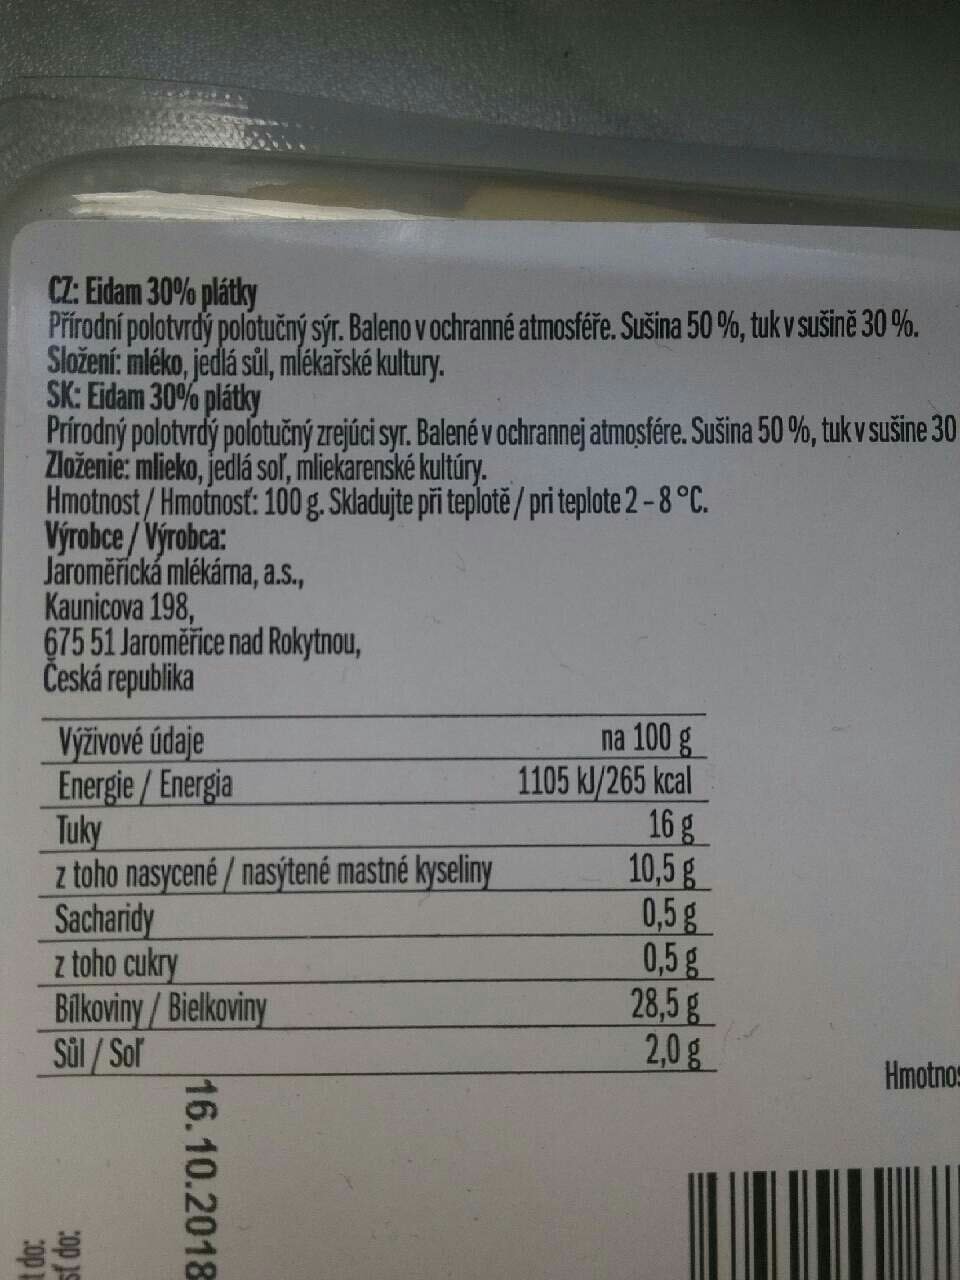 CZ: Eidam 30% plátky
Přírodní polotvrdý polotučný sýr. Baleno v ochranné atmosféře. Sušina 50 %, tuk v sušině 30 %.
Složení: mléko, jedlá sůl, mlékařské kultury.
SK: Eidam 30% plátky
Prírodný polotvrdý polotučný zrejúci syr. Balené v ochrannej atmosfére. Sušina 50 %, tuk v sušine 30
Zloženie: mlieko, jedlá soľ, mliekarenské kultúry.
Hmotnost / Hmotnosť: 100 g. Skladujte při teplotě / pri teplote 2 – 8 °C.
Výrobce / Výrobca:
Jaroměřická mlékárna, a.s.,
Kaunicova 198,
675 51 Jaroměřice nad Rokytnou,
Česká republika
Výživové údaje na 100 g
Energie / Energia 1105 kJ/265 kcal
Tuky 16 g
z toho nasycené / nasýtené mastné kyseliny 10,5 g
Sacharidy 0,5 g
z toho cukry 0,5 g
Bílkoviny / Bielkoviny 28,5 g
Sůl / Soľ 2,0 g
Hmotnos
16.10.2018
t do:
sť do: